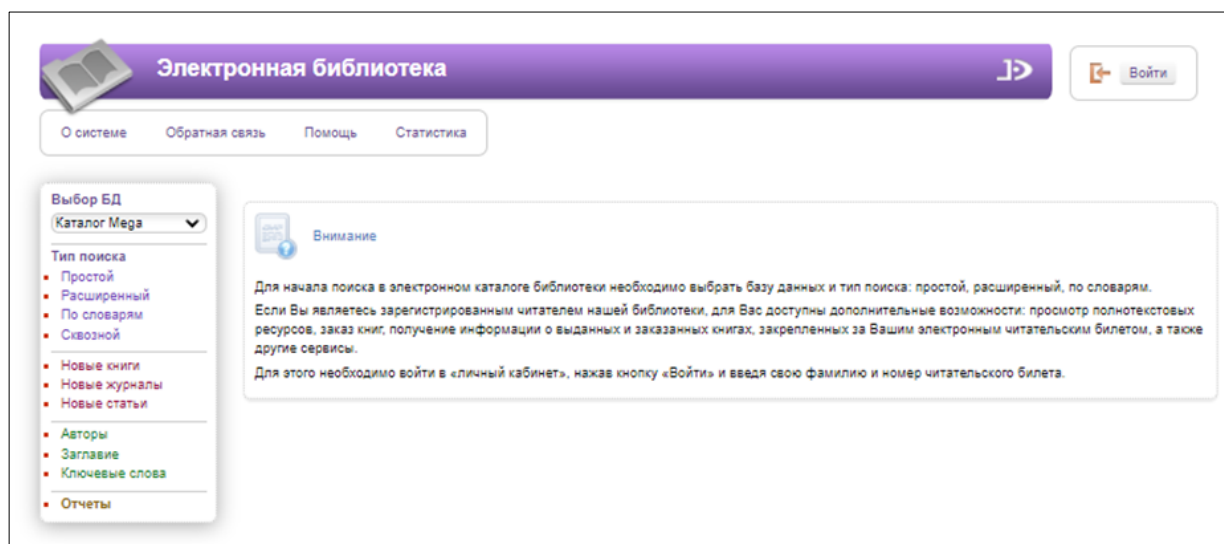 Электронная библиотека
Войти
О системе Обратная связь Помощь Статистика
Выбор БД
Каталог Mega
Тип поиска
Простой
Расширенный
По словарям
Сквозной
Новые книги
Новые журналы
Новые статьи
Авторы
Заглавие
Ключевые слова
Отчеты
Внимание
Для начала поиска в электронном каталоге библиотеки необходимо выбрать базу данных и тип поиска: простой, расширенный, по словарям.
Если Вы являетесь зарегистрированным читателем нашей библиотеки, для Вас доступны дополнительные возможности: просмотр полнотекстовых
ресурсов, заказ книг, получение информации о выданных и заказанных книгах, закрепленных за Вашим электронным читательским билетом, а также
другие сервисы.
Для этого необходимо войти в «личный кабинет», нажав кнопку «Войти» и введя свою фамилию и номер читательского билета.